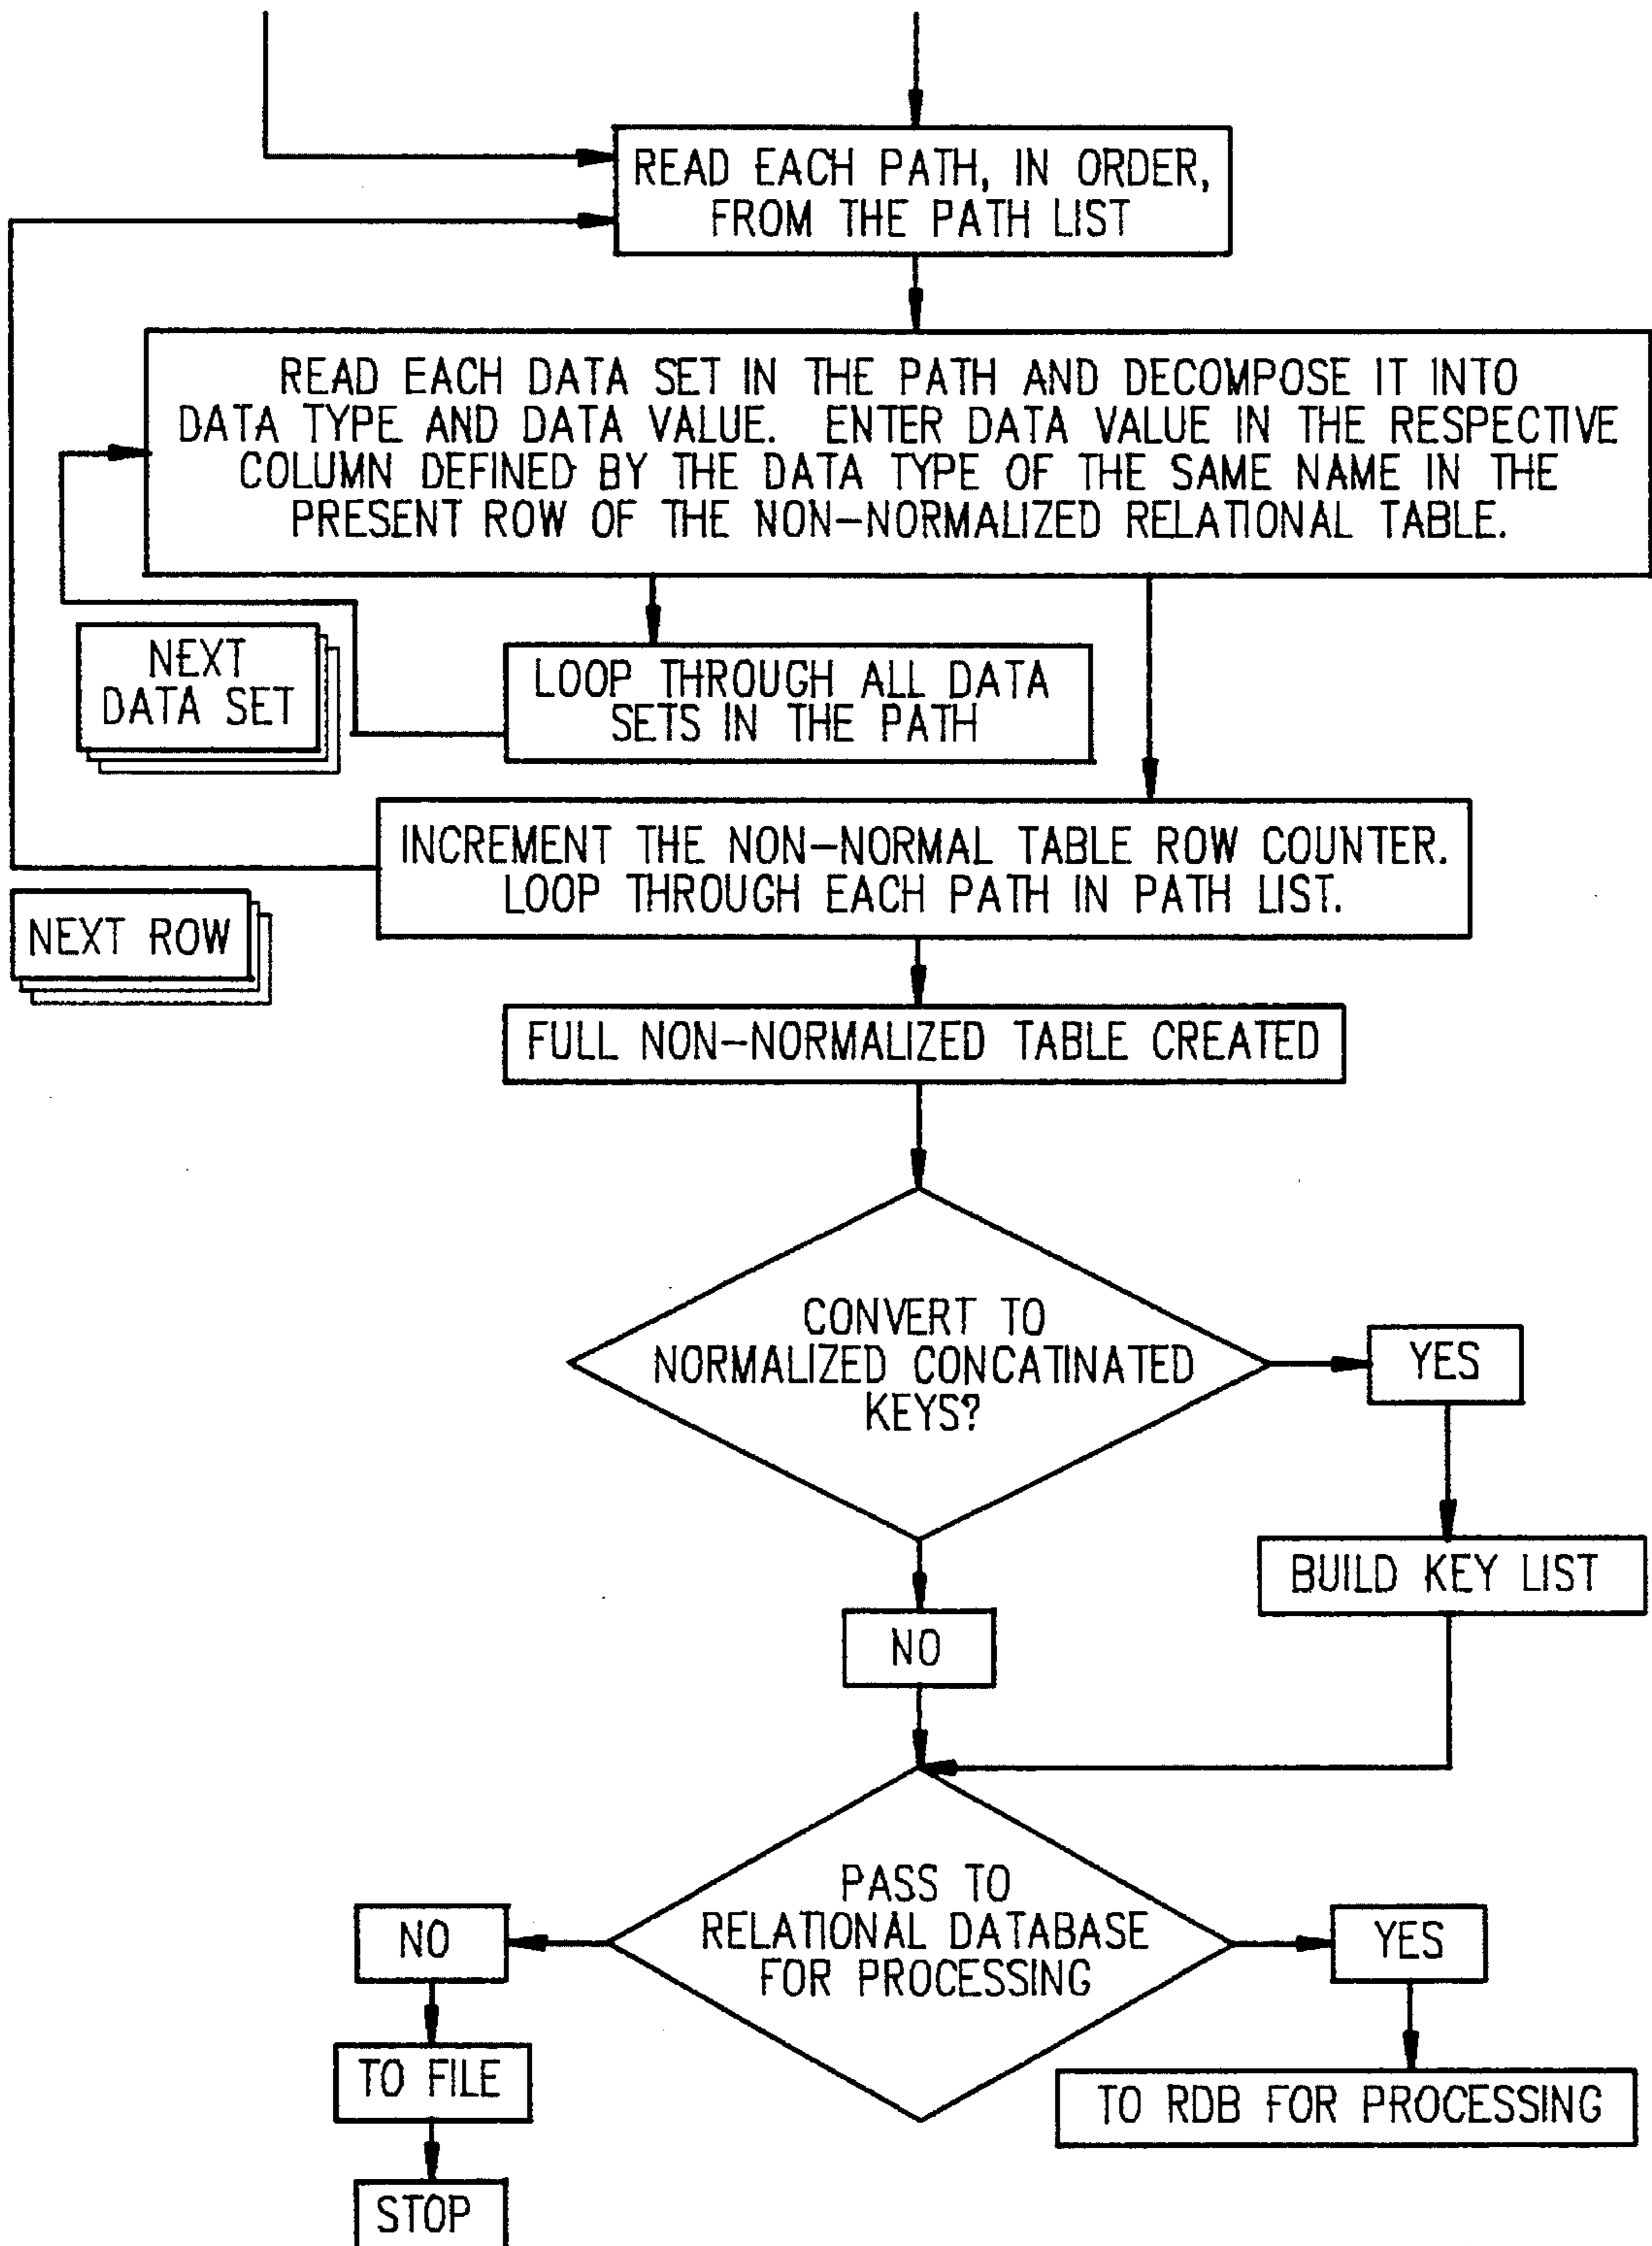 READ EACH PATH, IN ORDER,
FROM THE PATH LIST
READ EACH DATA SET IN THE PATH AND DECOMPOSE IT INTO
DATA TYPE AND DATA VALUE. ENTER DATA VALUE IN THE RESPECTIVE
COLUMN DEFINED BY THE DATA TYPE OF THE SAME NAME IN THE
PRESENT ROW OF THE NON-NORMALIZED RELATIONAL TABLE.
NEXT
DATA SET
LOOP THROUGH ALL DATA
SETS IN THE PATH
INCREMENT THE NON-NORMAL TABLE ROW COUNTER.
LOOP THROUGH EACH PATH IN PATH LIST.
NEXT ROW
FULL NON-NORMALIZED TABLE CREATED
CONVERT TO
NORMALIZED CONCATINATED
KEYS?
YES
BUILD KEY LIST
NO
PASS TO
RELATIONAL DATABASE
FOR PROCESSING
NO
YES
TO FILE
TO RDB FOR PROCESSING
STOP